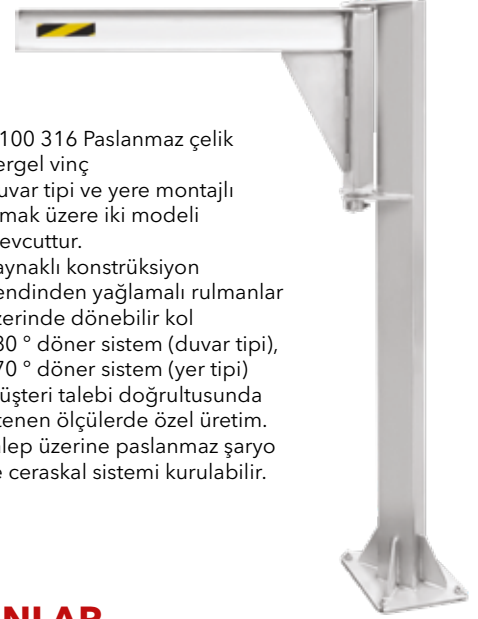 100 316 Paslanmaz çelik
ergel vinç
uvar tipi ve yere montajlı
mak üzere iki modeli
evcuttur.
aynaklı konstrüksiyon
endinden yağlamalı rulmanlar
zerinde dönebilir kol
80 ° döner sistem (duvar tipi),
70 ° döner sistem (yer tipi)
üşteri talebi doğrultusunda
tenen ölçülerde özel üretim.
lep üzerine paslanmaz şaryo
e ceraskal sistemi kurulabilir.
NLAR